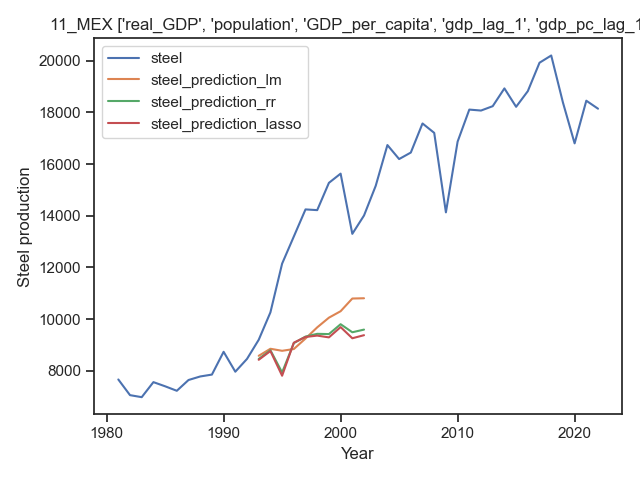 11_MEX ['real_GDP', 'population', 'GDP_per_capita', 'gdp_lag_1', 'gdp_pc_lag_1
steel
steel_prediction_lm
steel_prediction_rr
steel_prediction_lasso
20000
18000
16000
14000
12000
10000
8000
Steel production
1980
1990
2000
2010
2020
Year